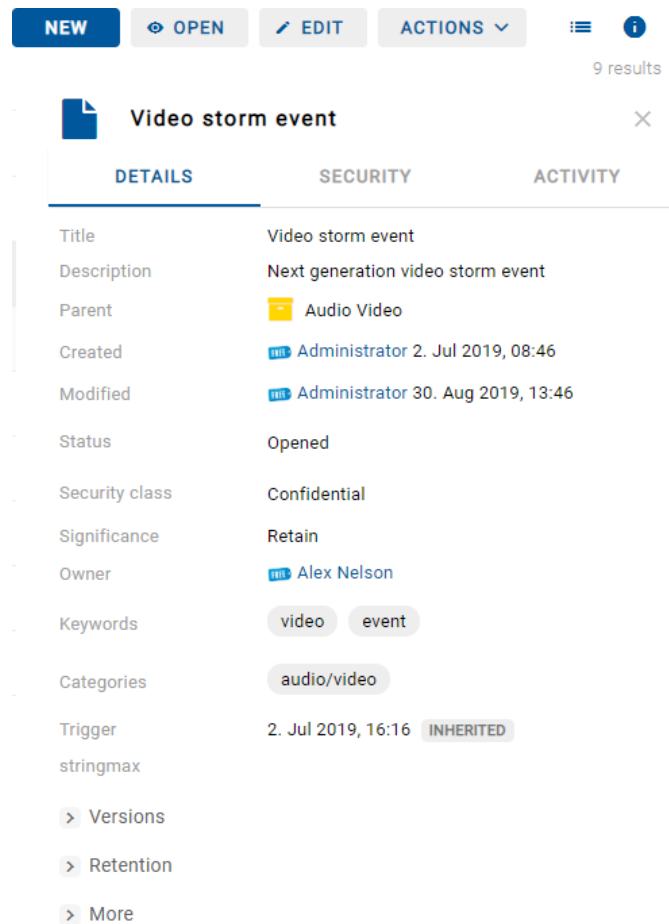 NEW OPEN EDIT ACTIONS
9 results
Video storm event
DETAILS SECURITY ACTIVITY
Title Video storm event
Description Next generation video storm event
Parent Audio Video
Created FREE Administrator 2. Jul 2019, 08:46
Modified FREE Administrator 30. Aug 2019, 13:46
Status Opened
Security class Confidential
Significance Retain
Owner FREE Alex Nelson
Keywords video event
Categories audio/video
Trigger 2. Jul 2019, 16:16 INHERITED
stringmax
Versions
Retention
More